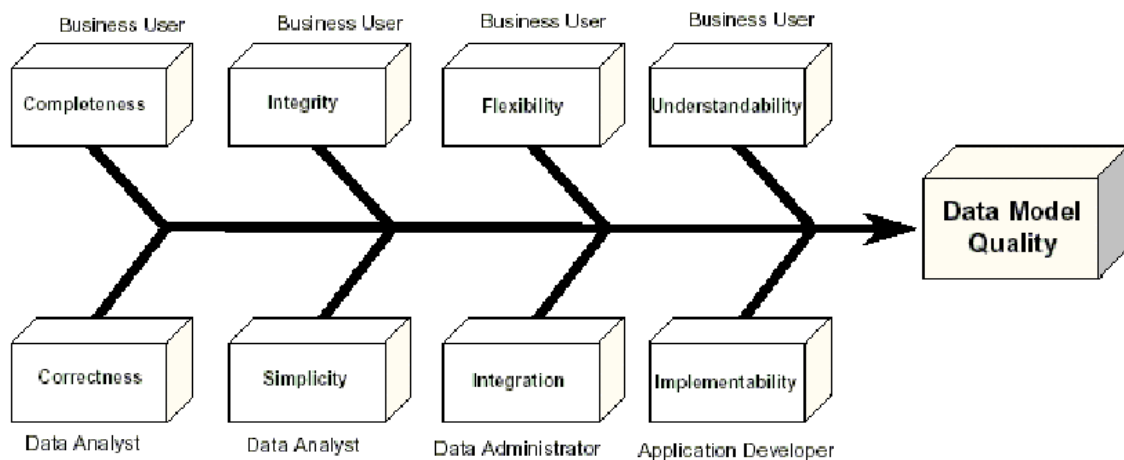 Business User
Business User
Business User
Business User
Completeness
Integrity
Flexibility
Understandability
Data Model
Quality
Correctness
Simplicity
Integration
Implementability
Data Analyst
Data Analyst
Data Administrator
Application Developer